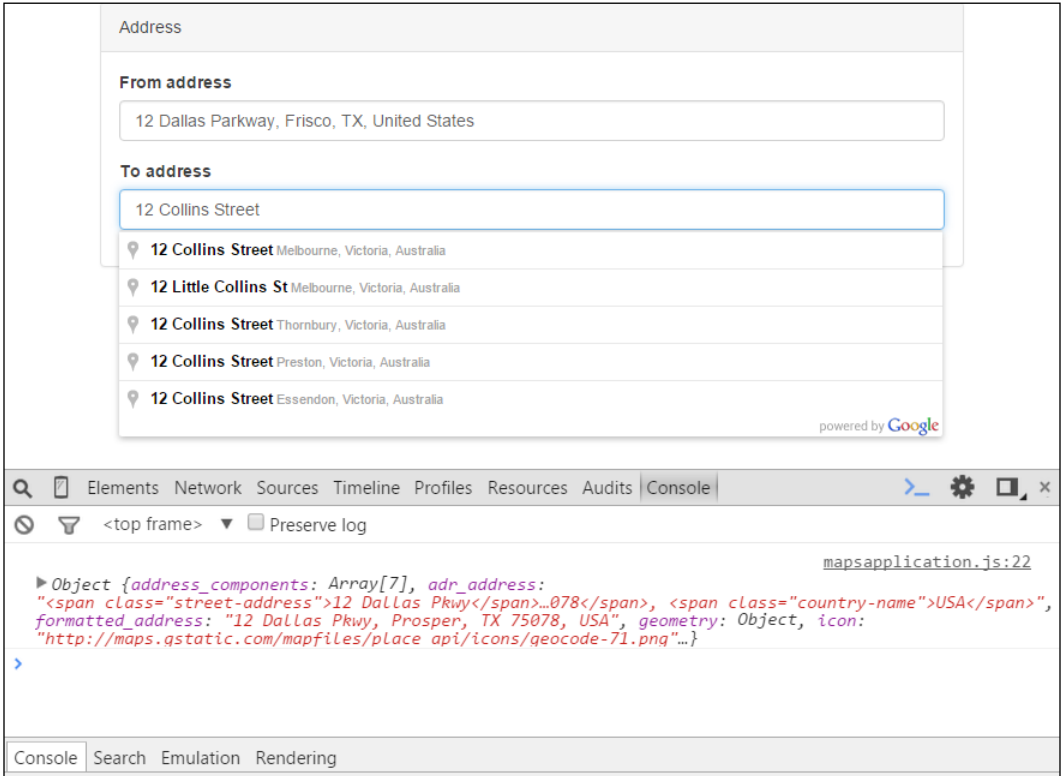 Address
From address
12 Dallas Parkway, Frisco, TX, United States
To address
12 Collins Street
12 Collins Street Melbourne, Victoria, Australia
12 Little Collins St Melbourne, Victoria, Australia
12 Collins Street Thornbury, Victoria, Australia
12 Collins Street Preston, Victoria, Australia
12 Collins Street Essendon, Victoria, Australia
powered by Google
Elements Network Sources Timeline Profiles Resources Audits Console
<top frame> ▼ Preserve log
mapsapplication.js:22
▶ Object {address_components: Array[7], adr_address:
"<span class="street-address">12 Dallas Pkwy</span>…078</span>, <span class="country-name">USA</span>",
formatted_address: "12 Dallas Pkwy, Prosper, TX 75078, USA", geometry: Object, icon:
"http://maps.gstatic.com/mapfiles/place_api/icons/geocode-71.png"…}
Console Search Emulation Rendering